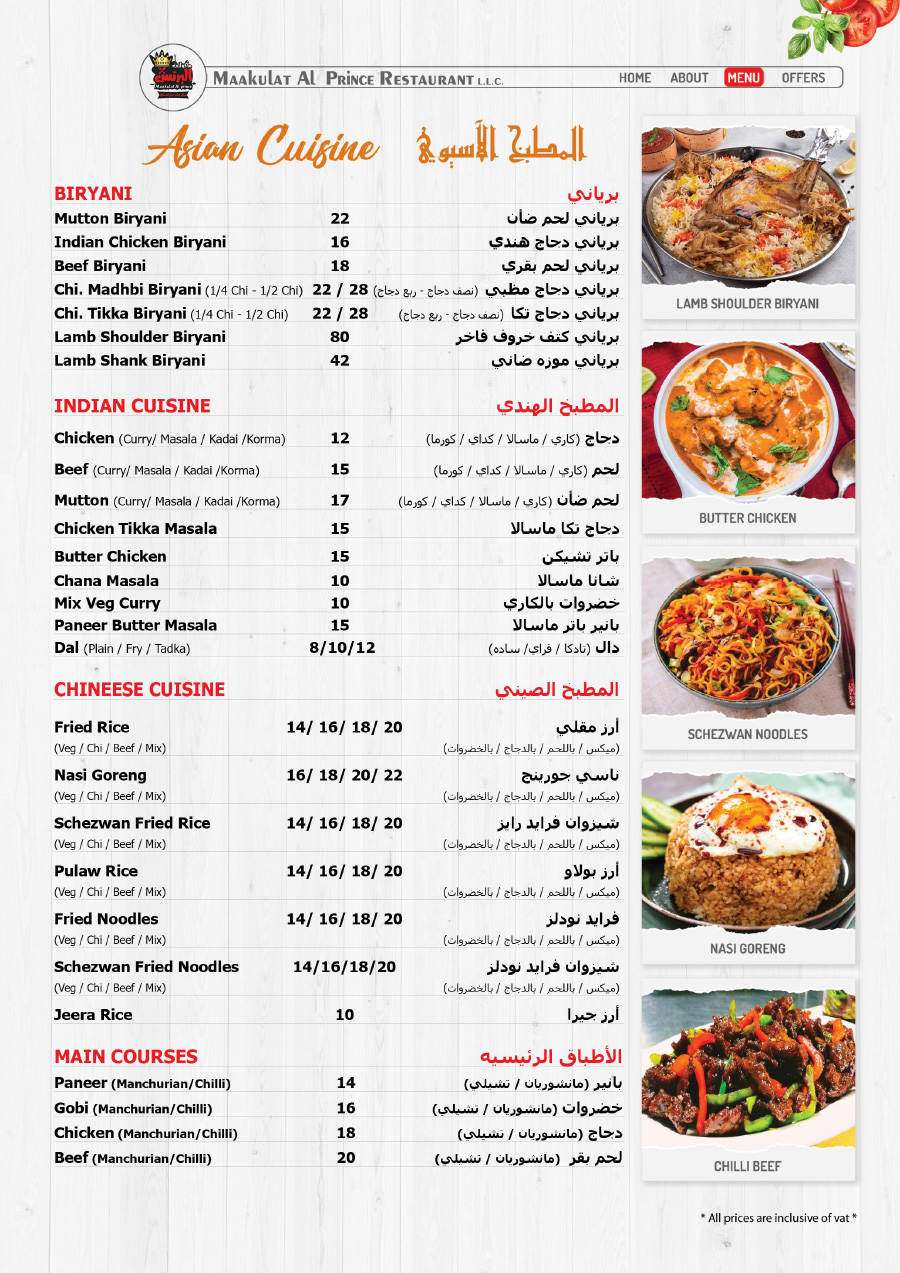 البرنس
Maakulat Al prince
MAAKULAT AL PRINCE RESTAURANT L.L.C.
HOME ABOUT MENU OFFERS
Asian Cuisine المطبخ الآسيوي
BIRYANI برياني
Mutton Biryani 22 برياني لحم ضأن
Indian Chicken Biryani 16 برياني دجاج هندي
Beef Biryani 18 برياني لحم بقري
Chi. Madhbi Biryani (1/4 Chi - 1/2 Chi) 22 / 28 برياني دجاج مظبي (نصف دجاج - ربع دجاج)
Chi. Tikka Biryani (1/4 Chi - 1/2 Chi) 22 / 28 برياني دجاج تكا (نصف دجاج - ربع دجاج)
Lamb Shoulder Biryani 80 برياني كتف خروف فاخر
Lamb Shank Biryani 42 برياني موزه ضاني
INDIAN CUISINE المطبخ الهندي
Chicken (Curry/ Masala / Kadai /Korma) 12 دجاج (كاري / ماسالا / كداي / كورما)
Beef (Curry/ Masala / Kadai /Korma) 15 لحم (كاري / ماسالا / كداي / كورما)
Mutton (Curry/ Masala / Kadai /Korma) 17 لحم ضأن (كاري / ماسالا / كداي / كورما)
Chicken Tikka Masala 15 دجاج تكا ماسالا
Butter Chicken 15 باتر تشيكن
Chana Masala 10 شانا ماسالا
Mix Veg Curry 10 خضروات بالكاري
Paneer Butter Masala 15 بانير باتر ماسالا
Dal (Plain / Fry / Tadka) 8/10/12 دال (تادكا / فراي/ ساده)
CHINEESE CUISINE المطبخ الصيني
Fried Rice 14/ 16/ 18/ 20 أرز مقلي
(Veg / Chi / Beef / Mix) (ميكس / باللحم / بالدجاج / بالخضروات)
Nasi Goreng 16/ 18/ 20/ 22 ناسي جورينج
(Veg / Chi / Beef / Mix) (ميكس / باللحم / بالدجاج / بالخضروات)
Schezwan Fried Rice 14/ 16/ 18/ 20 شيزوان فرايد رايز
(Veg / Chi / Beef / Mix) (ميكس / باللحم / بالدجاج / بالخضروات)
Pulaw Rice 14/ 16/ 18/ 20 أرز بولاو
(Veg / Chi / Beef / Mix) (ميكس / باللحم / بالدجاج / بالخضروات)
Fried Noodles 14/ 16/ 18/ 20 فرايد نودلز
(Veg / Chi / Beef / Mix) (ميكس / باللحم / بالدجاج / بالخضروات)
Schezwan Fried Noodles 14/16/18/20 شيزوان فرايد نودلز
(Veg / Chi / Beef / Mix) (ميكس / باللحم / بالدجاج / بالخضروات)
Jeera Rice 10 أرز جيرا
MAIN COURSES الأطباق الرئيسيه
Paneer (Manchurian/Chilli) 14 بانير (مانشوريان / تشيلي)
Gobi (Manchurian/Chilli) 16 خضروات (مانشوريان / تشيلي)
Chicken (Manchurian/Chilli) 18 دجاج (مانشوريان / تشيلي)
Beef (Manchurian/Chilli) 20 لحم بقر (مانشوريان / تشيلي)
LAMB SHOULDER BIRYANI
BUTTER CHICKEN
SCHEZWAN NOODLES
NASI GORENG
CHILLI BEEF
* All prices are inclusive of vat *